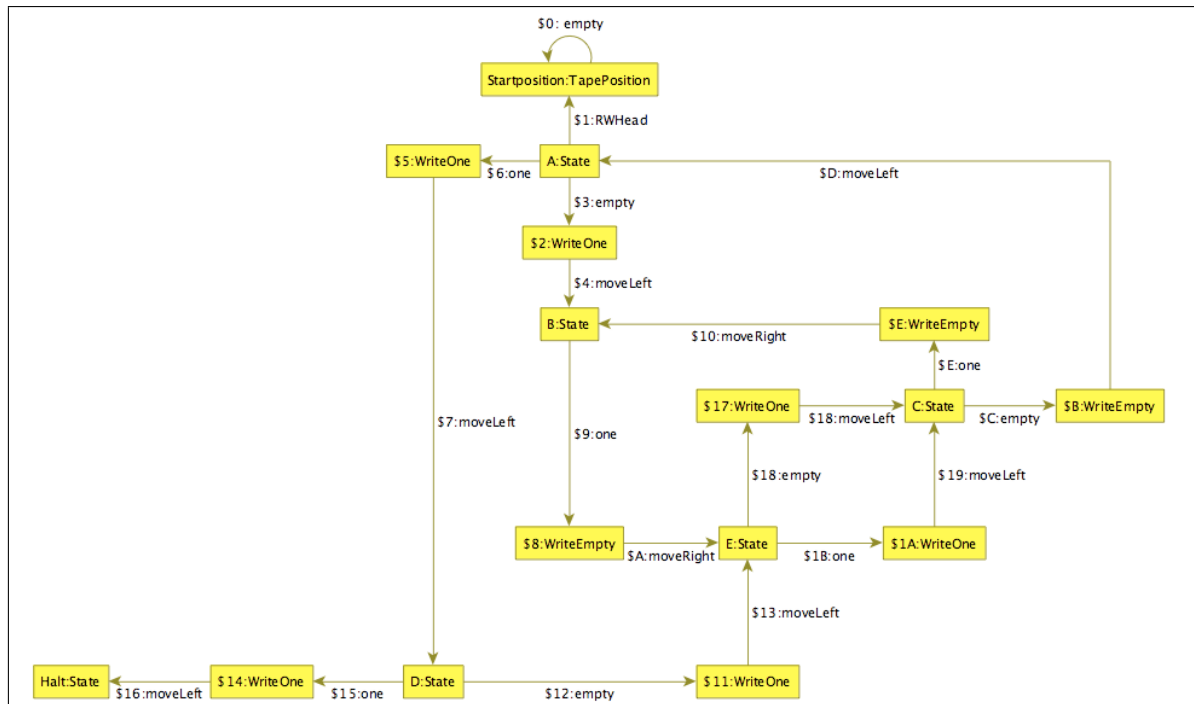 $0: empty
Startposition:TapePosition
$1:RWHead
$5:WriteOne
$6:one
A:State
$D:moveLeft
$3:empty
$2:WriteOne
$4:moveLeft
B:State
$10:moveRight
$E:WriteEmpty
$E:one
$17:WriteOne
$18:moveLeft
C:State
$C:empty
$B:WriteEmpty
$7:moveLeft
$9:one
$18:empty
$19:moveLeft
$8:WriteEmpty
$A:moveRight
E:State
$1B:one
$1A:WriteOne
$13:moveLeft
Halt:State
$16:moveLeft
$14:WriteOne
$15:one
D:State
$12:empty
$11:WriteOne